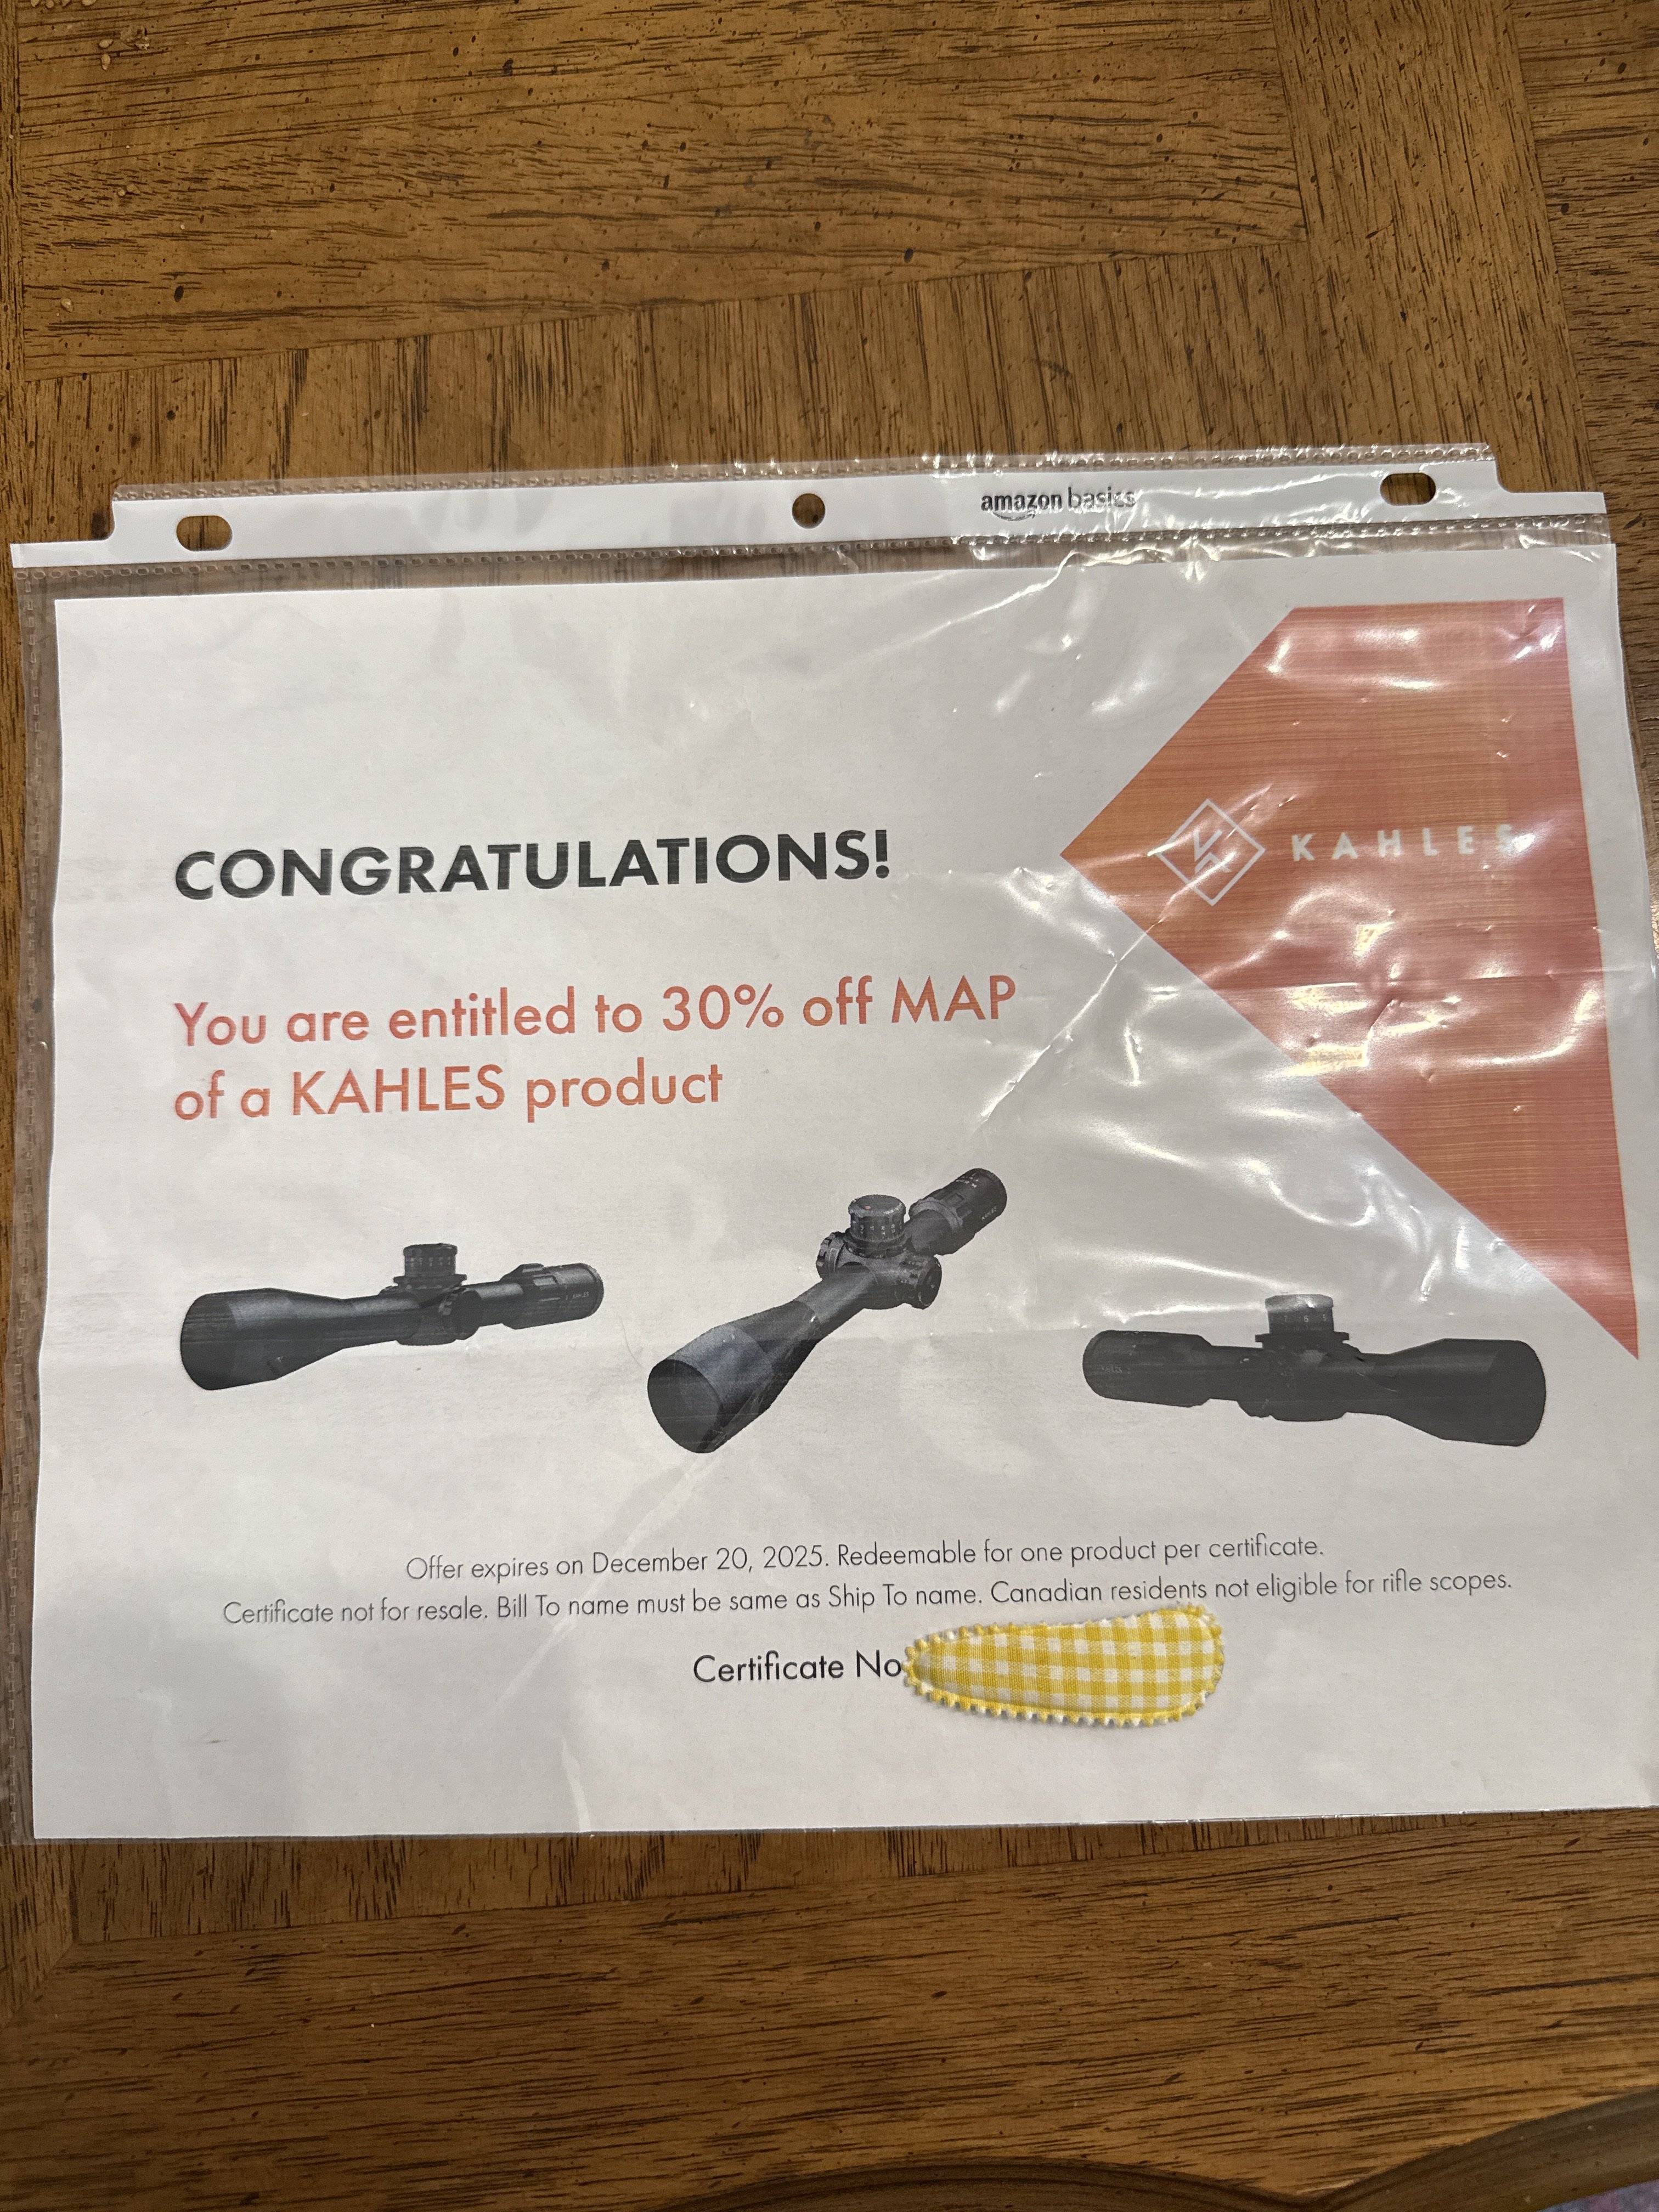 amazon basics
KAHLES
CONGRATULATIONS!
You are entitled to 30% off MAP
of a KAHLES product
Offer expires on December 20, 2025. Redeemable for one product per certificate.
Certificate not for resale. Bill To name must be same as Ship To name. Canadian residents not eligible for rifle scopes.
Certificate No